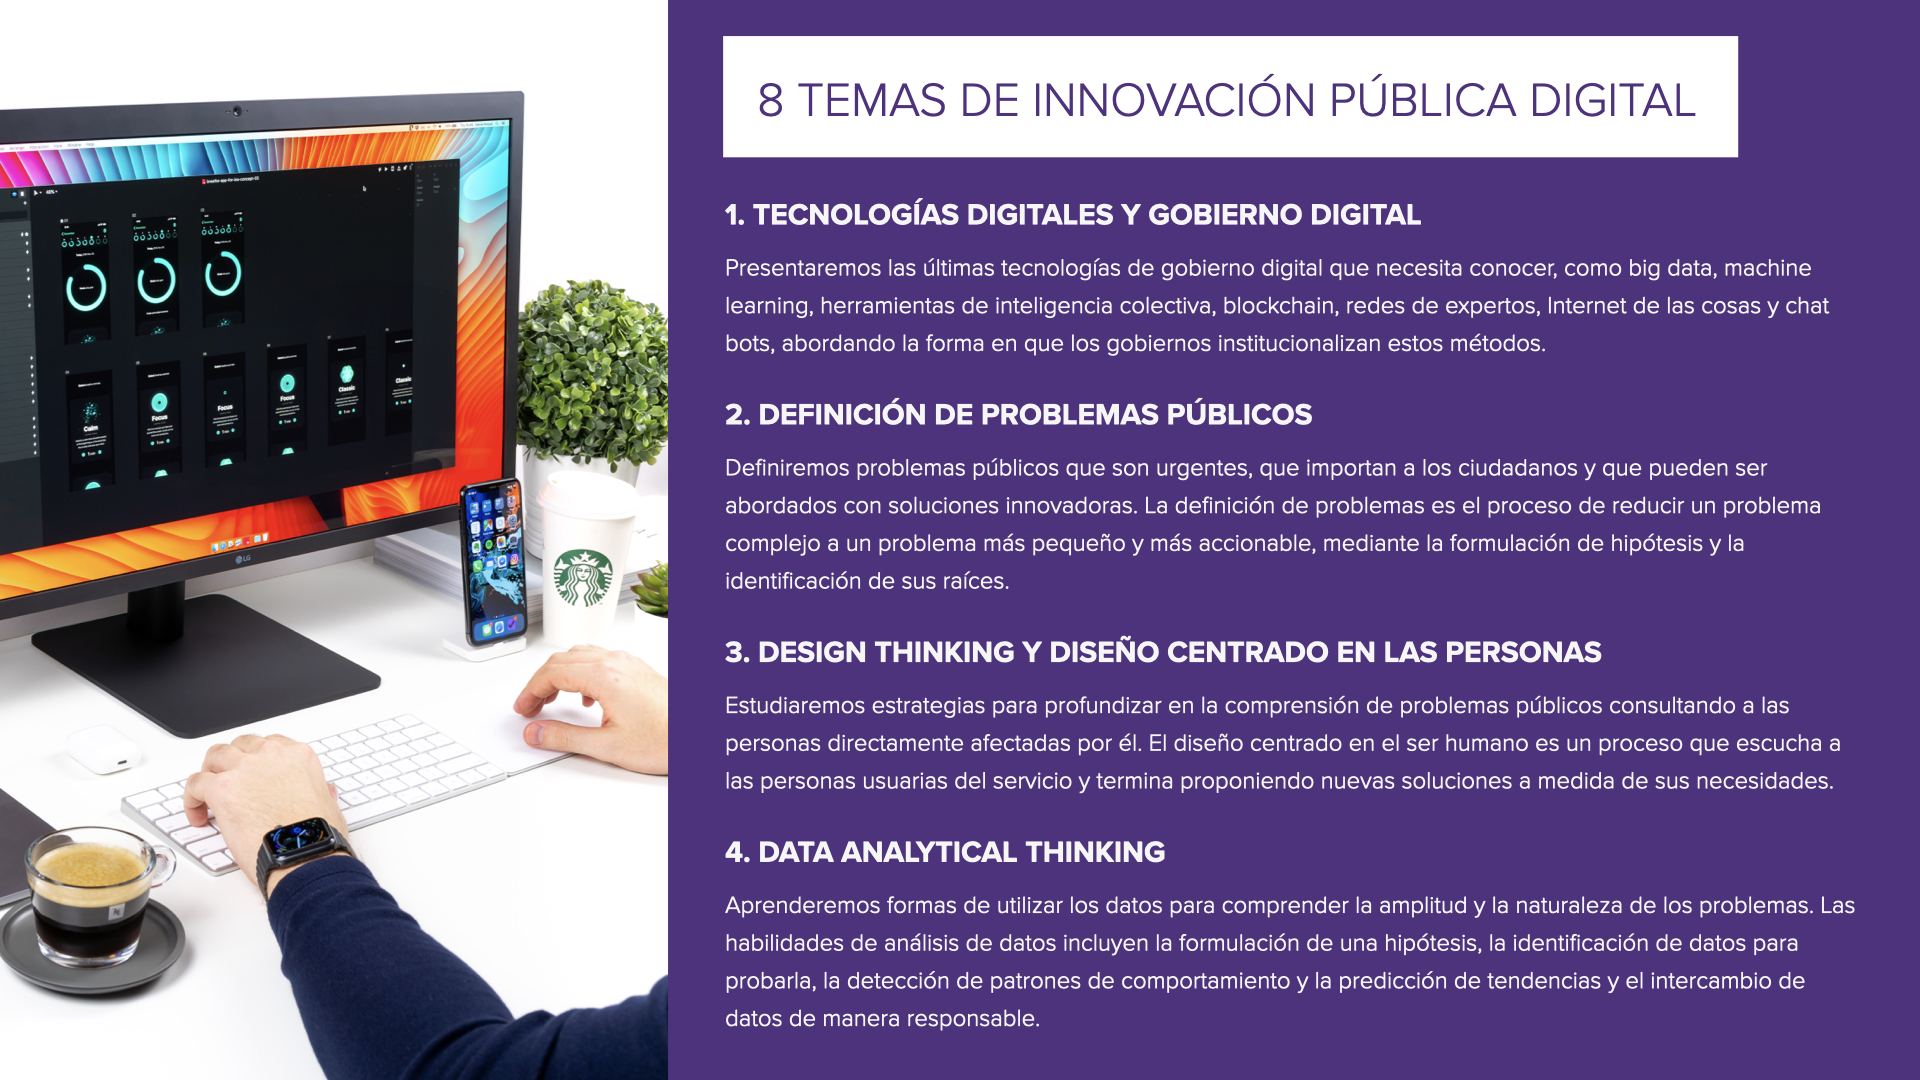 8 TEMAS DE INNOVACIÓN PÚBLICA DIGITAL
1. TECNOLOGÍAS DIGITALES Y GOBIERNO DIGITAL
Presentaremos las últimas tecnologías de gobierno digital que necesita conocer, como big data, machine
learning, herramientas de inteligencia colectiva, blockchain, redes de expertos, Internet de las cosas y chat
bots, abordando la forma en que los gobiernos institucionalizan estos métodos.
2. DEFINICIÓN DE PROBLEMAS PÚBLICOS
Definiremos problemas públicos que son urgentes, que importan a los ciudadanos y que pueden ser
abordados con soluciones innovadoras. La definición de problemas es el proceso de reducir un problema
complejo a un problema más pequeño y más accionable, mediante la formulación de hipótesis y la
identificación de sus raíces.
3. DESIGN THINKING Y DISEÑO CENTRADO EN LAS PERSONAS
Estudiaremos estrategias para profundizar en la comprensión de problemas públicos consultando a las
personas directamente afectadas por él. El diseño centrado en el ser humano es un proceso que escucha a
las personas usuarias del servicio y termina proponiendo nuevas soluciones a medida de sus necesidades.
4. DATA ANALYTICAL THINKING
Aprenderemos formas de utilizar los datos para comprender la amplitud y la naturaleza de los problemas. Las
habilidades de análisis de datos incluyen la formulación de una hipótesis, la identificación de datos para
probarla, la detección de patrones de comportamiento y la predicción de tendencias y el intercambio de
datos de manera responsable.
Calm
Focus
Focus
Focus
Classic
Classic
LG